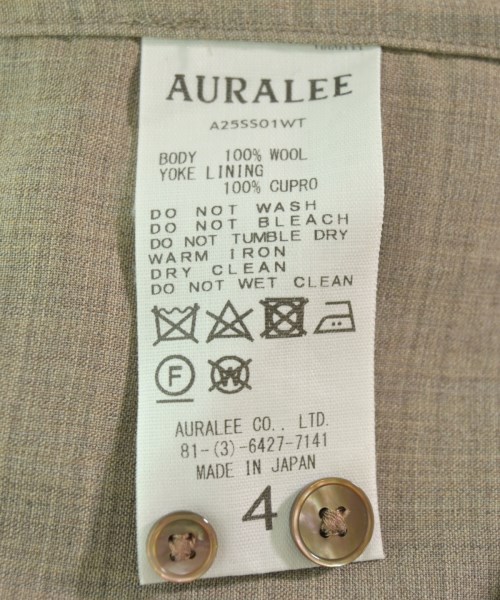 AURALEE
A25SS01WT
BODY 100% WOOL
YOKE LINING
100% CUPRO
DO NOT WASH
DO NOT BLEACH
DO NOT TUMBLE DRY
WARM IRON
DRY CLEAN
DO NOT WET CLEAN
F W
AURALEE CO., LTD.
81-(3)-6427-7141
MADE IN JAPAN
4